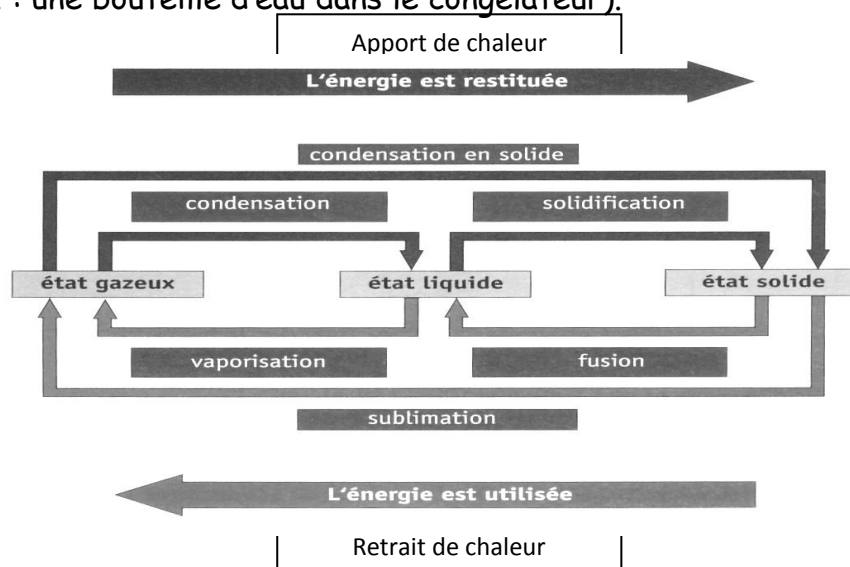 : une bouteille d'eau dans le congélateur).
Apport de chaleur
L'énergie est restituée
condensation en solide
condensation
solidification
état gazeux
état liquide
état solide
vaporisation
fusion
sublimation
L'énergie est utilisée
Retrait de chaleur